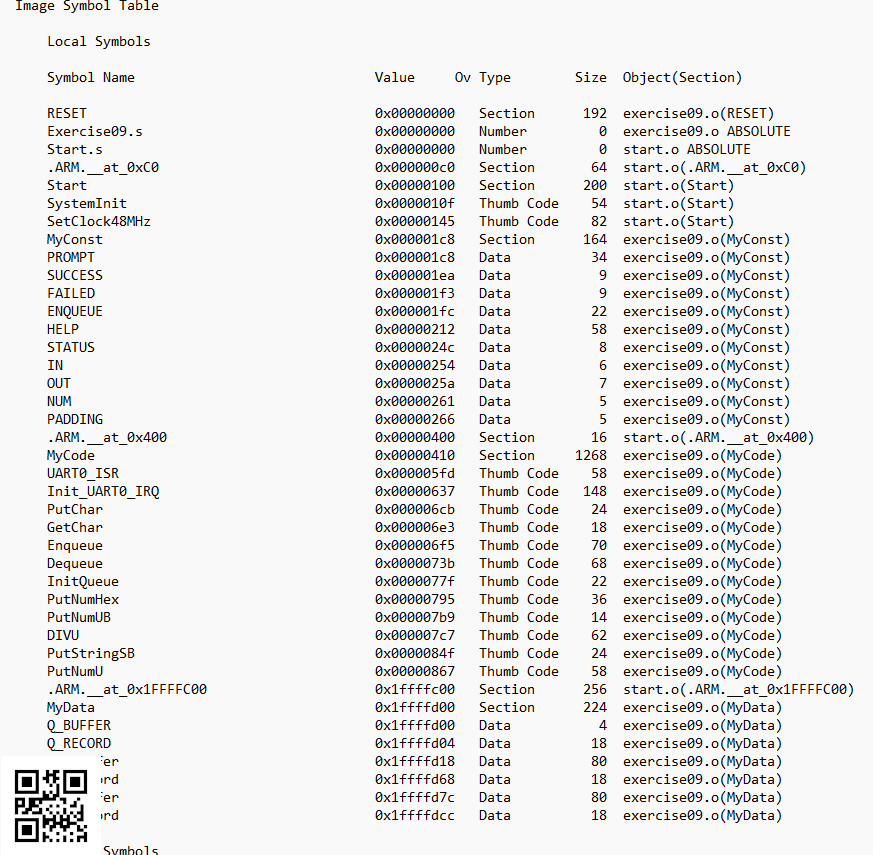 Image Symbol Table
Local Symbols
Symbol Name Value Ov Type Size Object(Section)
RESET 0x00000000 Section 192 exercise09.o(RESET)
Exercise09.s 0x00000000 Number 0 exercise09.o ABSOLUTE
Start.s 0x00000000 Number 0 start.o ABSOLUTE
.ARM.__at_0xC0 0x000000c0 Section 64 start.o(.ARM.__at_0xC0)
Start 0x00000100 Section 200 start.o(Start)
SystemInit 0x0000010f Thumb Code 54 start.o(Start)
SetClock48MHz 0x00000145 Thumb Code 82 start.o(Start)
MyConst 0x000001c8 Section 164 exercise09.o(MyConst)
PROMPT 0x000001c8 Data 34 exercise09.o(MyConst)
SUCCESS 0x000001ea Data 9 exercise09.o(MyConst)
FAILED 0x000001f3 Data 9 exercise09.o(MyConst)
ENQUEUE 0x000001fc Data 22 exercise09.o(MyConst)
HELP 0x00000212 Data 58 exercise09.o(MyConst)
STATUS 0x0000024c Data 8 exercise09.o(MyConst)
IN 0x00000254 Data 6 exercise09.o(MyConst)
OUT 0x0000025a Data 7 exercise09.o(MyConst)
NUM 0x00000261 Data 5 exercise09.o(MyConst)
PADDING 0x00000266 Data 5 exercise09.o(MyConst)
.ARM.__at_0x400 0x00000400 Section 16 start.o(.ARM.__at_0x400)
MyCode 0x00000410 Section 1268 exercise09.o(MyCode)
UART0_ISR 0x000005fd Thumb Code 58 exercise09.o(MyCode)
Init_UART0_IRQ 0x00000637 Thumb Code 148 exercise09.o(MyCode)
PutChar 0x000006cb Thumb Code 24 exercise09.o(MyCode)
GetChar 0x000006e3 Thumb Code 18 exercise09.o(MyCode)
Enqueue 0x000006f5 Thumb Code 70 exercise09.o(MyCode)
Dequeue 0x0000073b Thumb Code 68 exercise09.o(MyCode)
InitQueue 0x0000077f Thumb Code 22 exercise09.o(MyCode)
PutNumHex 0x00000795 Thumb Code 36 exercise09.o(MyCode)
PutNumUB 0x000007b9 Thumb Code 14 exercise09.o(MyCode)
DIVU 0x000007c7 Thumb Code 62 exercise09.o(MyCode)
PutStringSB 0x0000084f Thumb Code 24 exercise09.o(MyCode)
PutNumU 0x00000867 Thumb Code 58 exercise09.o(MyCode)
.ARM.__at_0x1FFFFC00 0x1ffffc00 Section 256 start.o(.ARM.__at_0x1FFFFC00)
MyData 0x1ffffd00 Section 224 exercise09.o(MyData)
Q_BUFFER 0x1ffffd00 Data 4 exercise09.o(MyData)
Q_RECORD 0x1ffffd04 Data 18 exercise09.o(MyData)
0x1ffffd18 Data 80 exercise09.o(MyData)
0x1ffffd68 Data 18 exercise09.o(MyData)
0x1ffffd7c Data 80 exercise09.o(MyData)
0x1ffffdcc Data 18 exercise09.o(MyData)
Symbols